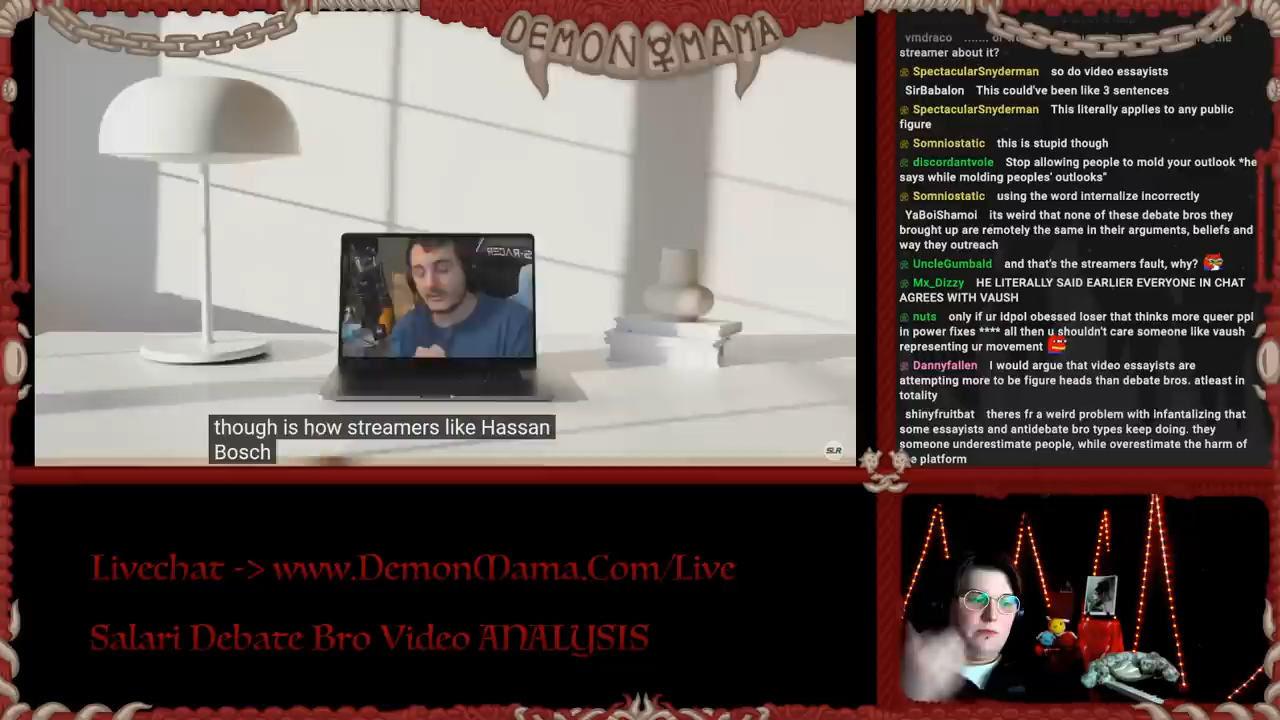 DEMON MAMA
though is how streamers like Hassan
Bosch
SLR
Livechat -> www.DemonMama.Com/Live
Salari Debate Bro Video ANALYSIS
vmdraco
streamer about it?
SpectacularSnyderman so do video essayists
SirBabalon This could've been like 3 sentences
SpectacularSnyderman This literally applies to any public
figure
Somniostatic this is stupid though
discordantvole Stop allowing people to mold your outlook *he
says while molding peoples' outlooks"
Somniostatic using the word internalize incorrectly
YaBoiShamoi its weird that none of these debate bros they
brought up are remotely the same in their arguments, beliefs and
way they outreach
UncleGumbald and that's the streamers fault, why?
Mx_Dizzy HE LITERALLY SAID EARLIER EVERYONE IN CHAT
AGREES WITH VAUSH
nuts only if ur idpol obessed loser that thinks more queer ppl
in power fixes **** all then u shouldn't care someone like vaush
representing ur movement
Dannyfallen I would argue that video essayists are
attempting more to be figure heads than debate bros. atleast in
totality
shinyfruitbat theres fr a weird problem with infantalizing that
some essayists and antidebate bro types keep doing. they
someone underestimate people, while overestimate the harm of
platform